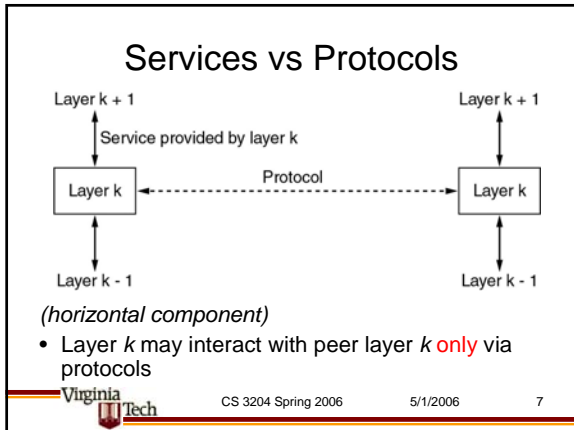 Services vs Protocols
Layer k + 1
Layer k + 1
Service provided by layer k
Protocol
Layer k
Layer k
Layer k - 1
Layer k - 1
(horizontal component)
• Layer k may interact with peer layer k only via
protocols
Virginia Tech
CS 3204 Spring 2006
5/1/2006
7